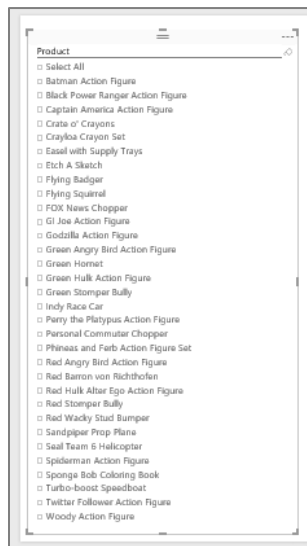 Product
Select All
Batman Action Figure
Black Power Ranger Action Figure
Captain America Action Figure
Crate o' Crayons
Crayloa Crayon Set
Easel with Supply Trays
Etch A Sketch
Flying Badger
Flying Squirrel
FOX News Chopper
GI Joe Action Figure
Godzilla Action Figure
Green Angry Bird Action Figure
Green Hornet
Green Hulk Action Figure
Green Stomper Bully
Indy Race Car
Perry the Platypus Action Figure
Personal Commuter Chopper
Phineas and Ferb Action Figure Set
Red Angry Bird Action Figure
Red Barron von Richthofen
Red Hulk Alter Ego Action Figure
Red Stomper Bully
Red Wacky Stud Bumper
Sandpiper Prop Plane
Seal Team 6 Helicopter
Spiderman Action Figure
Sponge Bob Coloring Book
Turbo-boost Speedboat
Twitter Follower Action Figure
Woody Action Figure